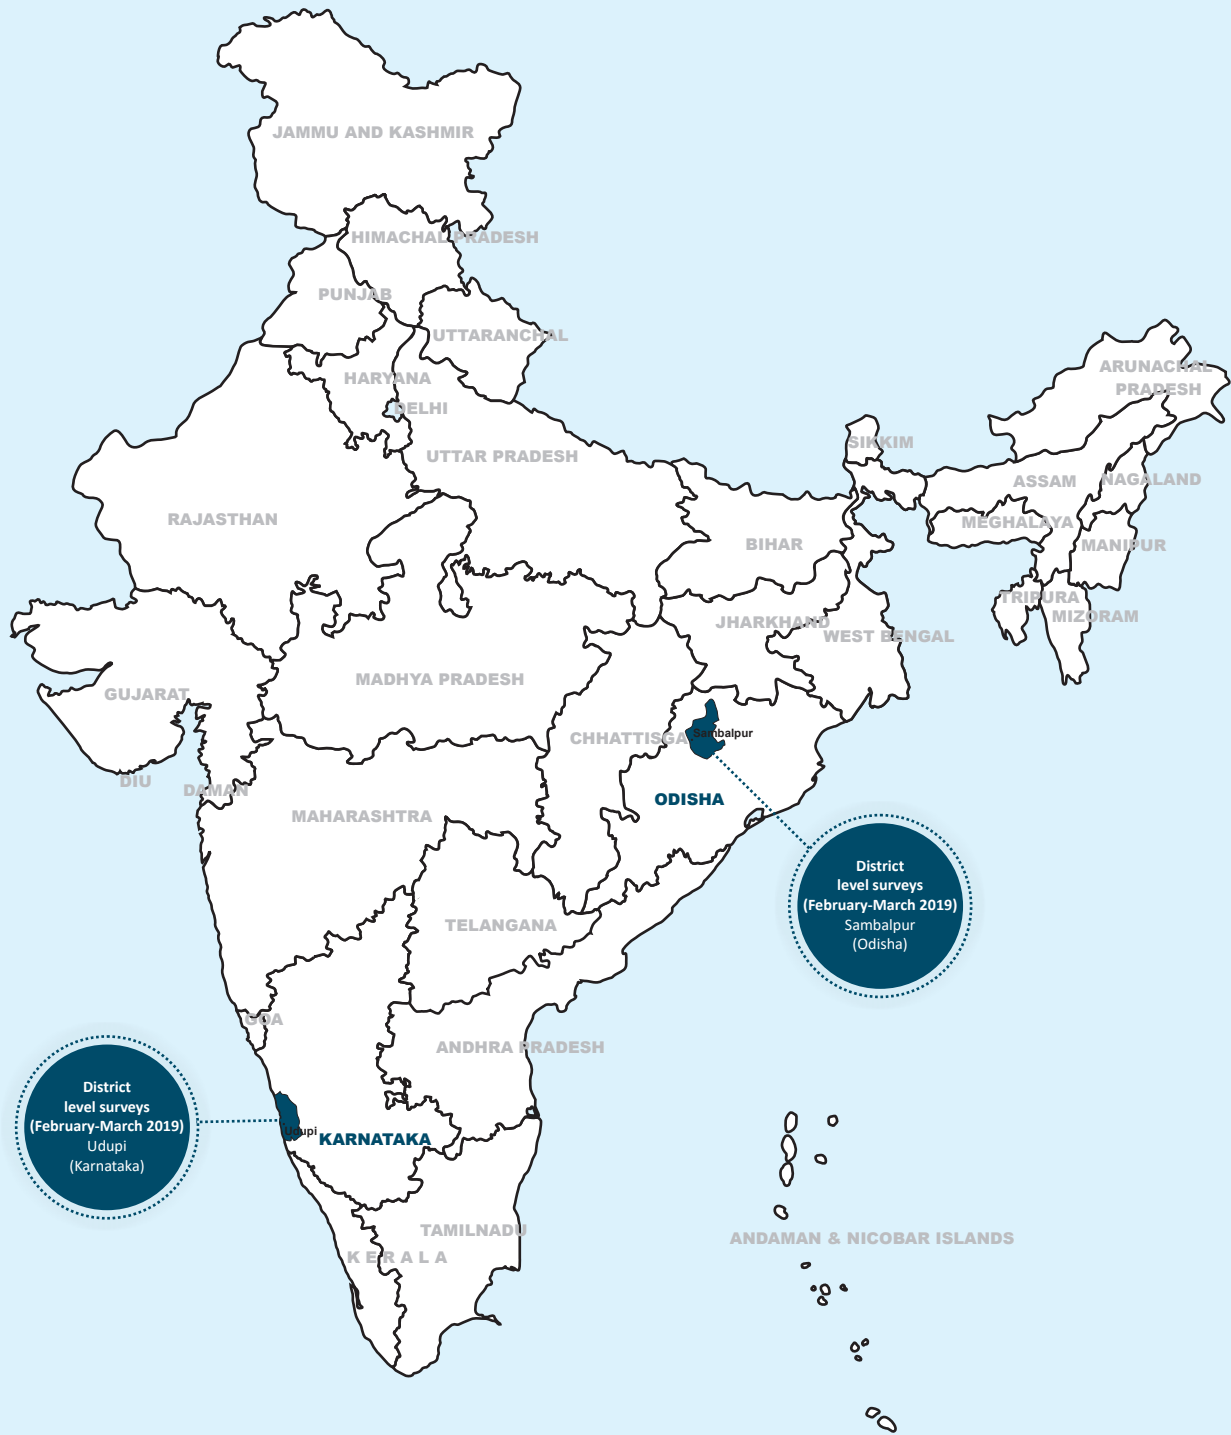 JAMMU AND KASHMIR
HIMACHAL PRADESH
PUNJAB
UTTARANCHAL
HARYANA
DELHI
ARUNACHAL
PRADESH
SIKKIM
UTTAR PRADESH
ASSAM
NAGALAND
RAJASTHAN
MEGHALAYA
BIHAR
MANIPUR
TRIPURA
MIZORAM
JHARKHAND
WEST BENGAL
MADHYA PRADESH
GUJARAT
CHHATTISGA
Sambalpur
DIU
DAMAN
ODISHA
MAHARASHTRA
District
level surveys
(February-March 2019)
Sambalpur
(Odisha)
TELANGANA
GOA
ANDHRA PRADESH
District
level surveys
(February-March 2019)
Udupi
(Karnataka)
Udupi
KARNATAKA
TAMILNADU
KERALA
ANDAMAN & NICOBAR ISLANDS